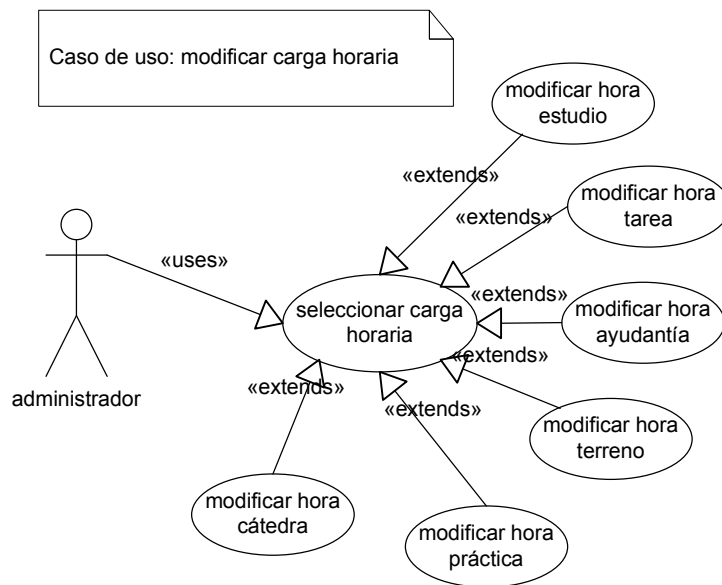 Caso de uso: modificar carga horaria
modificar hora
estudio
«extends»
modificar hora
tarea
«extends»
«uses»
seleccionar carga
horaria
«extends»
modificar hora
ayudantía
«extends»
administrador
«extends»
«extends»
modificar hora
terreno
modificar hora
cátedra
modificar hora
práctica